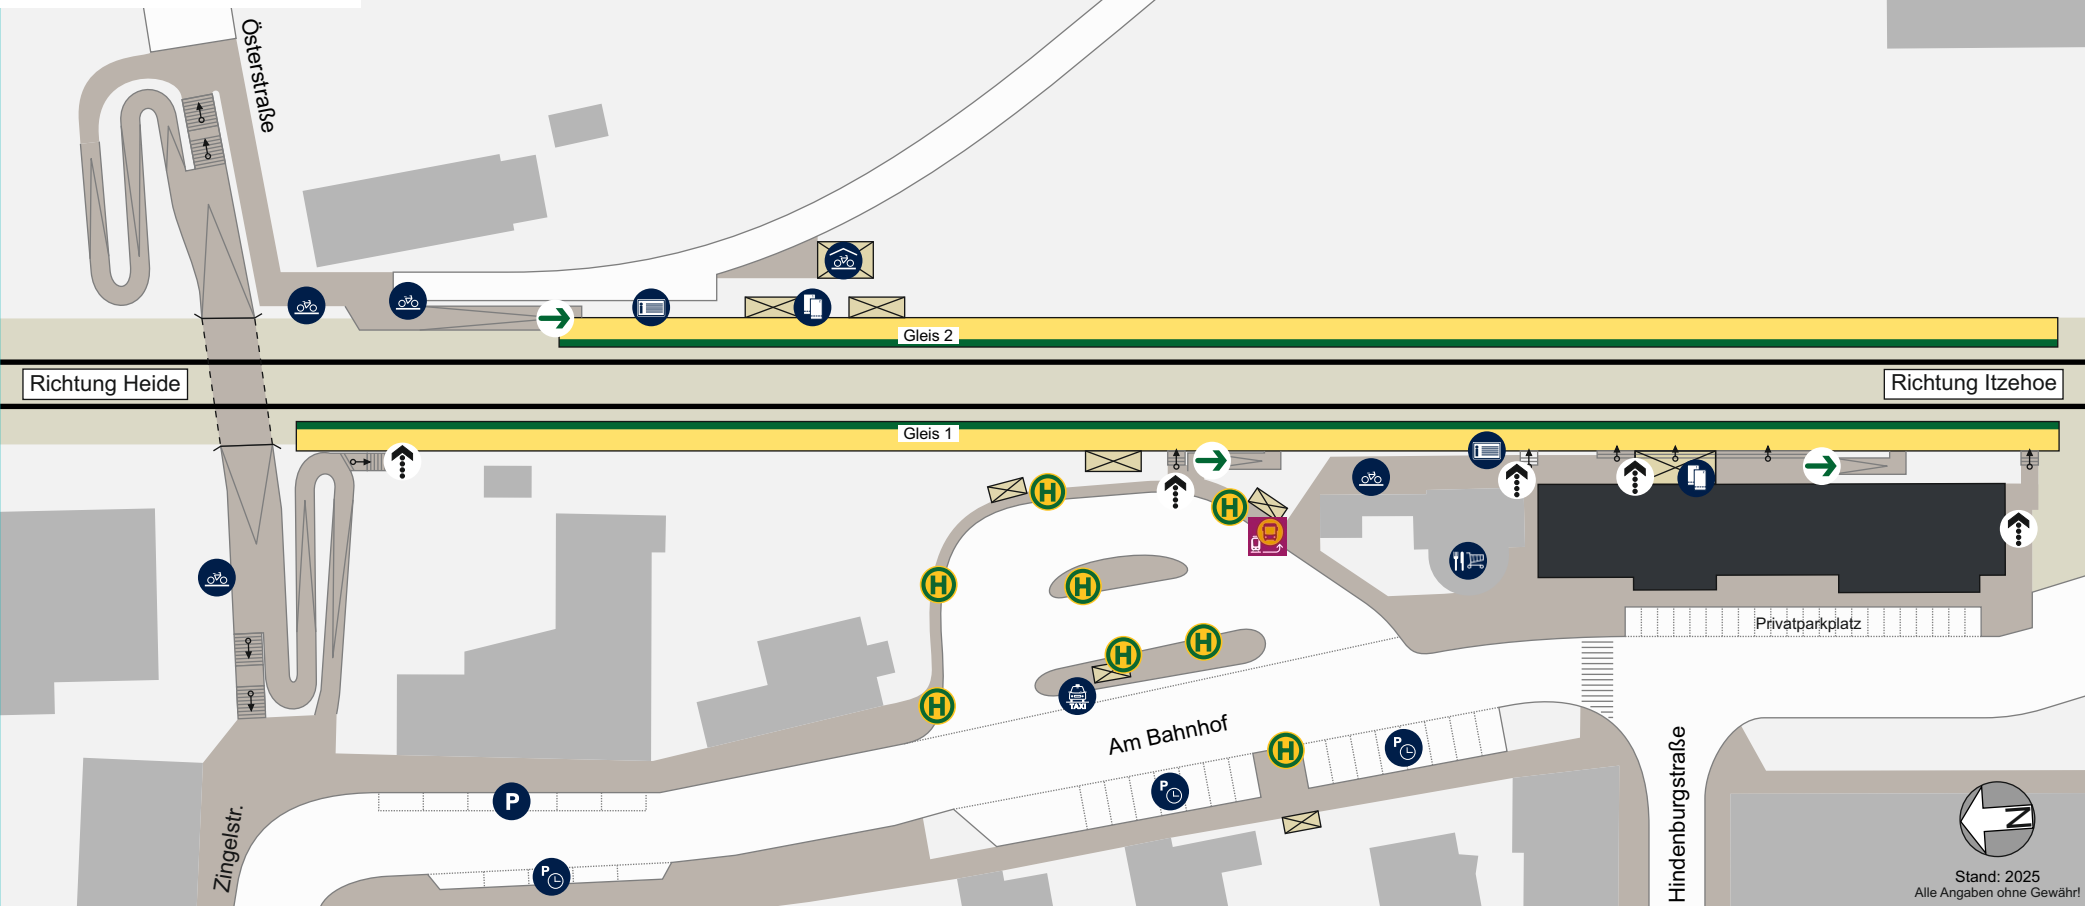 Österstraße
Gleis 2
Richtung Heide
Richtung Itzehoe
Gleis 1
H
H
H
H
H
H
Privatparkplatz
TAXI
H
Am Bahnhof
H
P
P
P
P
Zingelstr.
Hindenburgstraße
N
Stand: 2025
Alle Angaben ohne Gewähr!